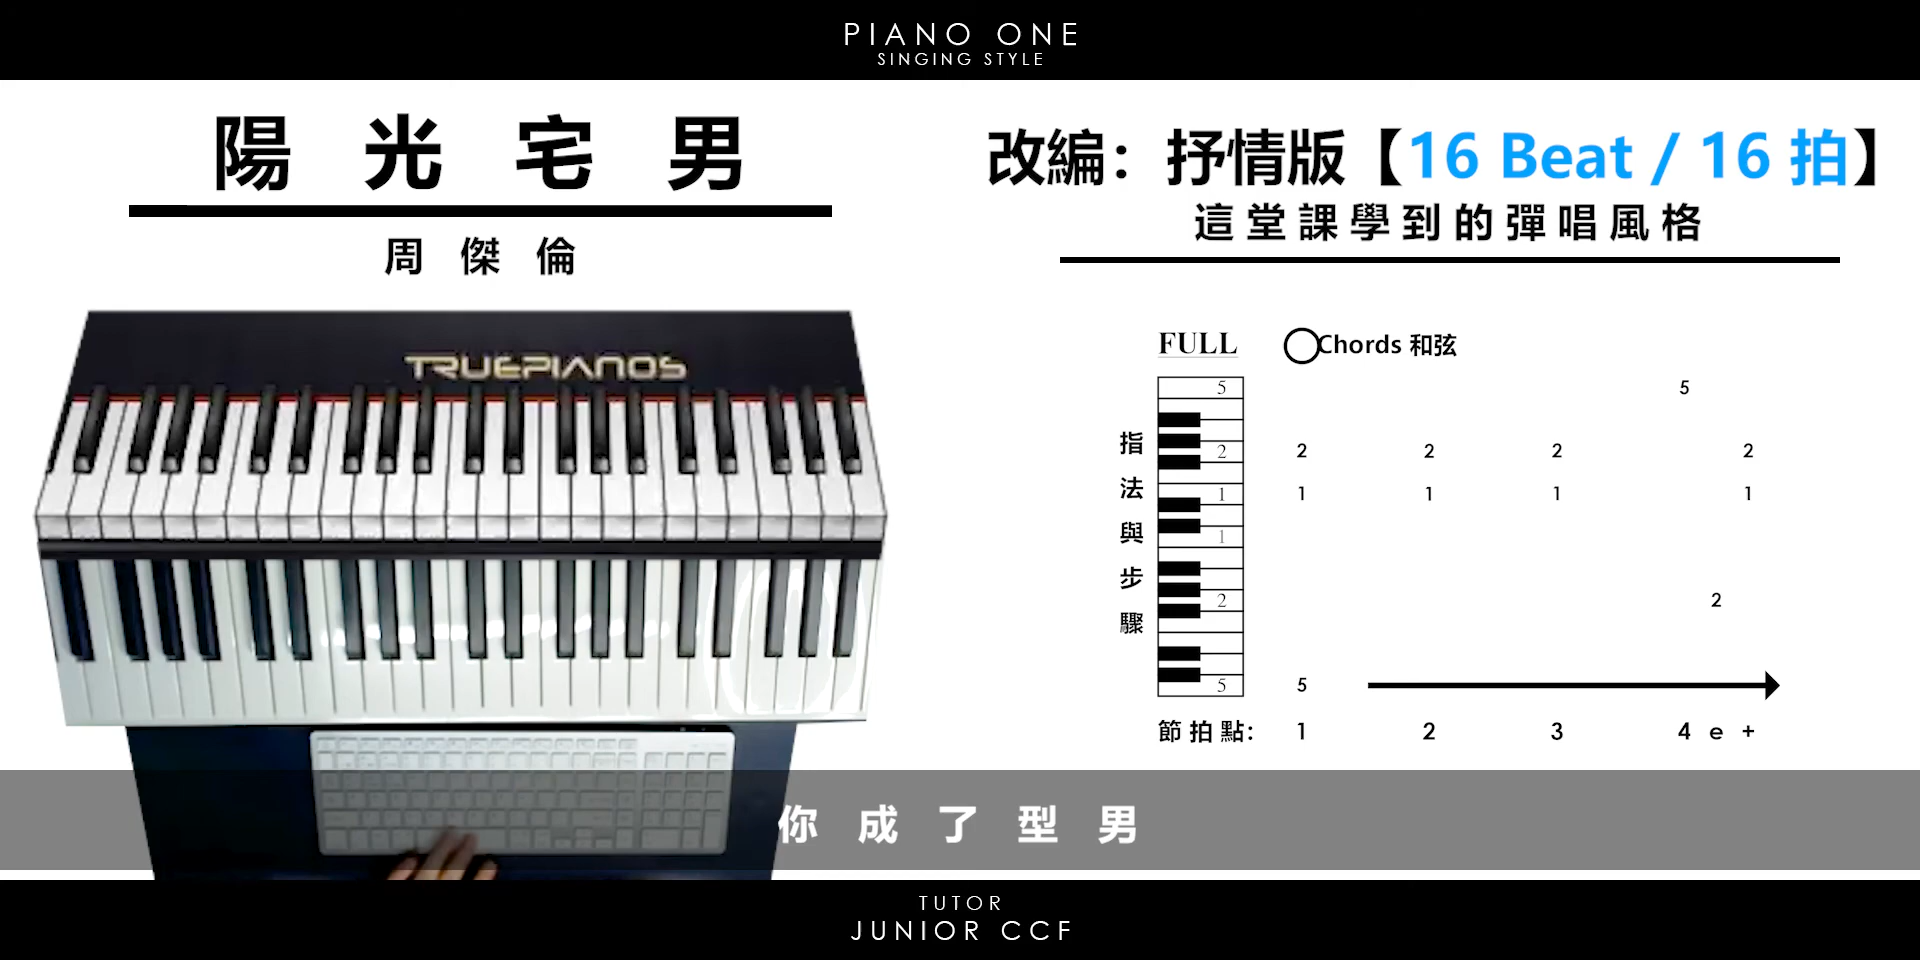 PIANO ONE
SINGING STYLE
陽光宅男
周傑倫
TRUEPIANOS
改編：抒情版【16 Beat / 16 拍】
這堂課學到的彈唱風格
FULL
Chords 和弦
指法與步驟
5
2
1
1
2
5
5
2 2 2 2
1 1 1 1
2
5
節拍點: 1 2 3 4 e +
你成了型男
TUTOR
JUNIOR CCF